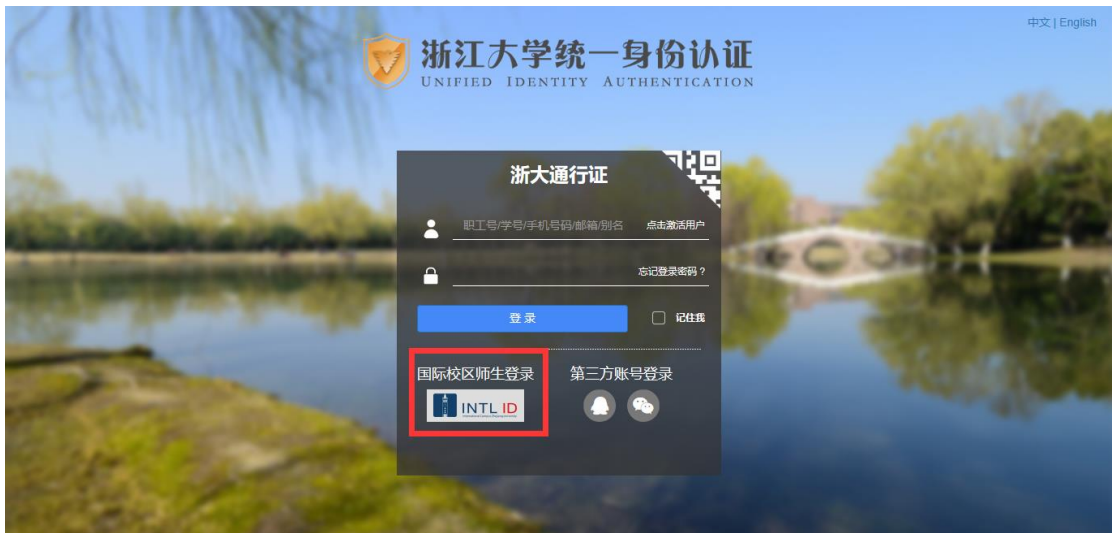 中文 | English
浙江大学统一身份认证
UNIFIED IDENTITY AUTHENTICATION
浙大通行证
职工号/学号/手机号码/邮箱/别名 点击激活用户
忘记登录密码？
登 录 记住我
国际校区师生登录 第三方账号登录
INTL ID